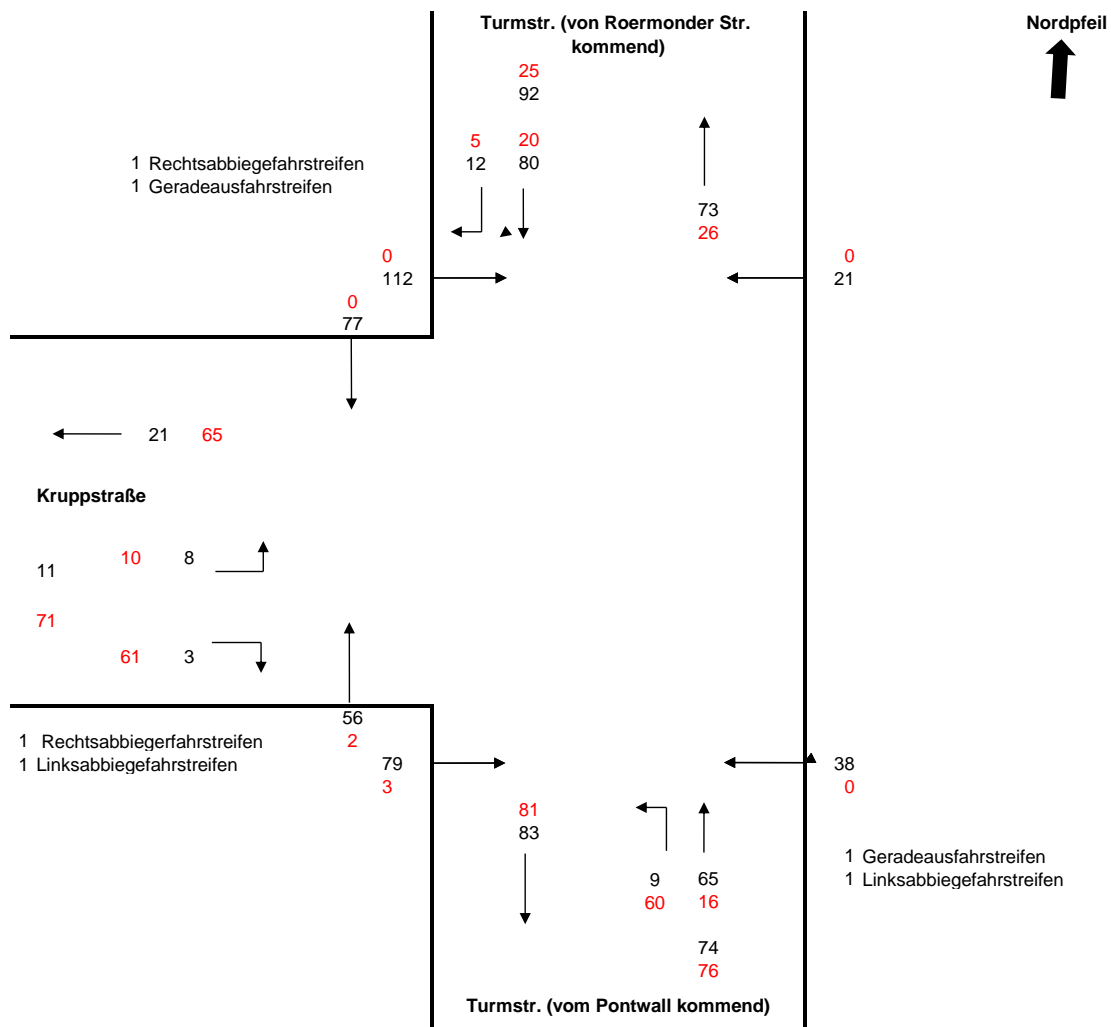 Turmstr. (von Roermonder Str. kommend)
Nordpfeil
25
92
5 20
12 80
1 Rechtsabbiegefahrstreifen
1 Geradeausfahrstreifen
73
26
0 0
112 21
0
77
21 65
Kruppstraße
10 8
11
71
61 3
56
1 Rechtsabbiegerfahrstreifen
2
1 Linksabbiegefahrstreifen
79 38
3 0
81
83
1 Geradeausfahrstreifen
9 65 1 Linksabbiegefahrstreifen
60 16
74
76
Turmstr. (vom Pontwall kommend)